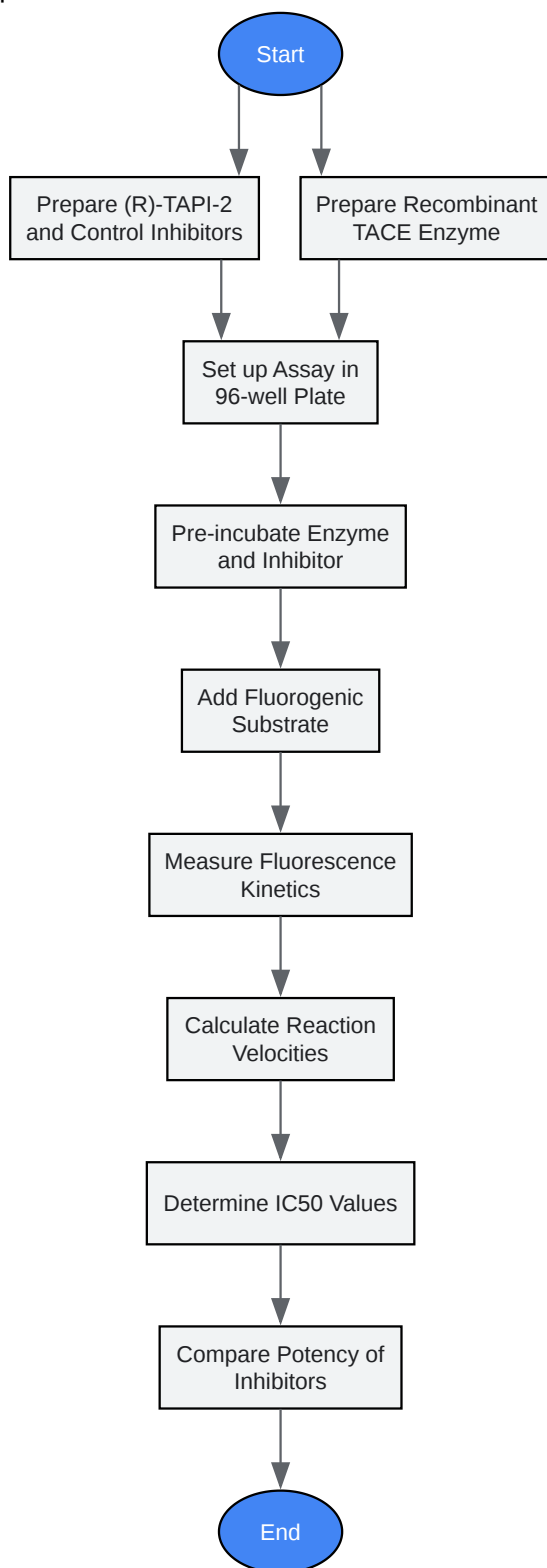 Start
Prepare (R)-TAPI-2
and Control Inhibitors
Prepare Recombinant
TACE Enzyme
Set up Assay in
96-well Plate
Pre-incubate Enzyme
and Inhibitor
Add Fluorogenic
Substrate
Measure Fluorescence
Kinetics
Calculate Reaction
Velocities
Determine IC50 Values
Compare Potency of
Inhibitors
End